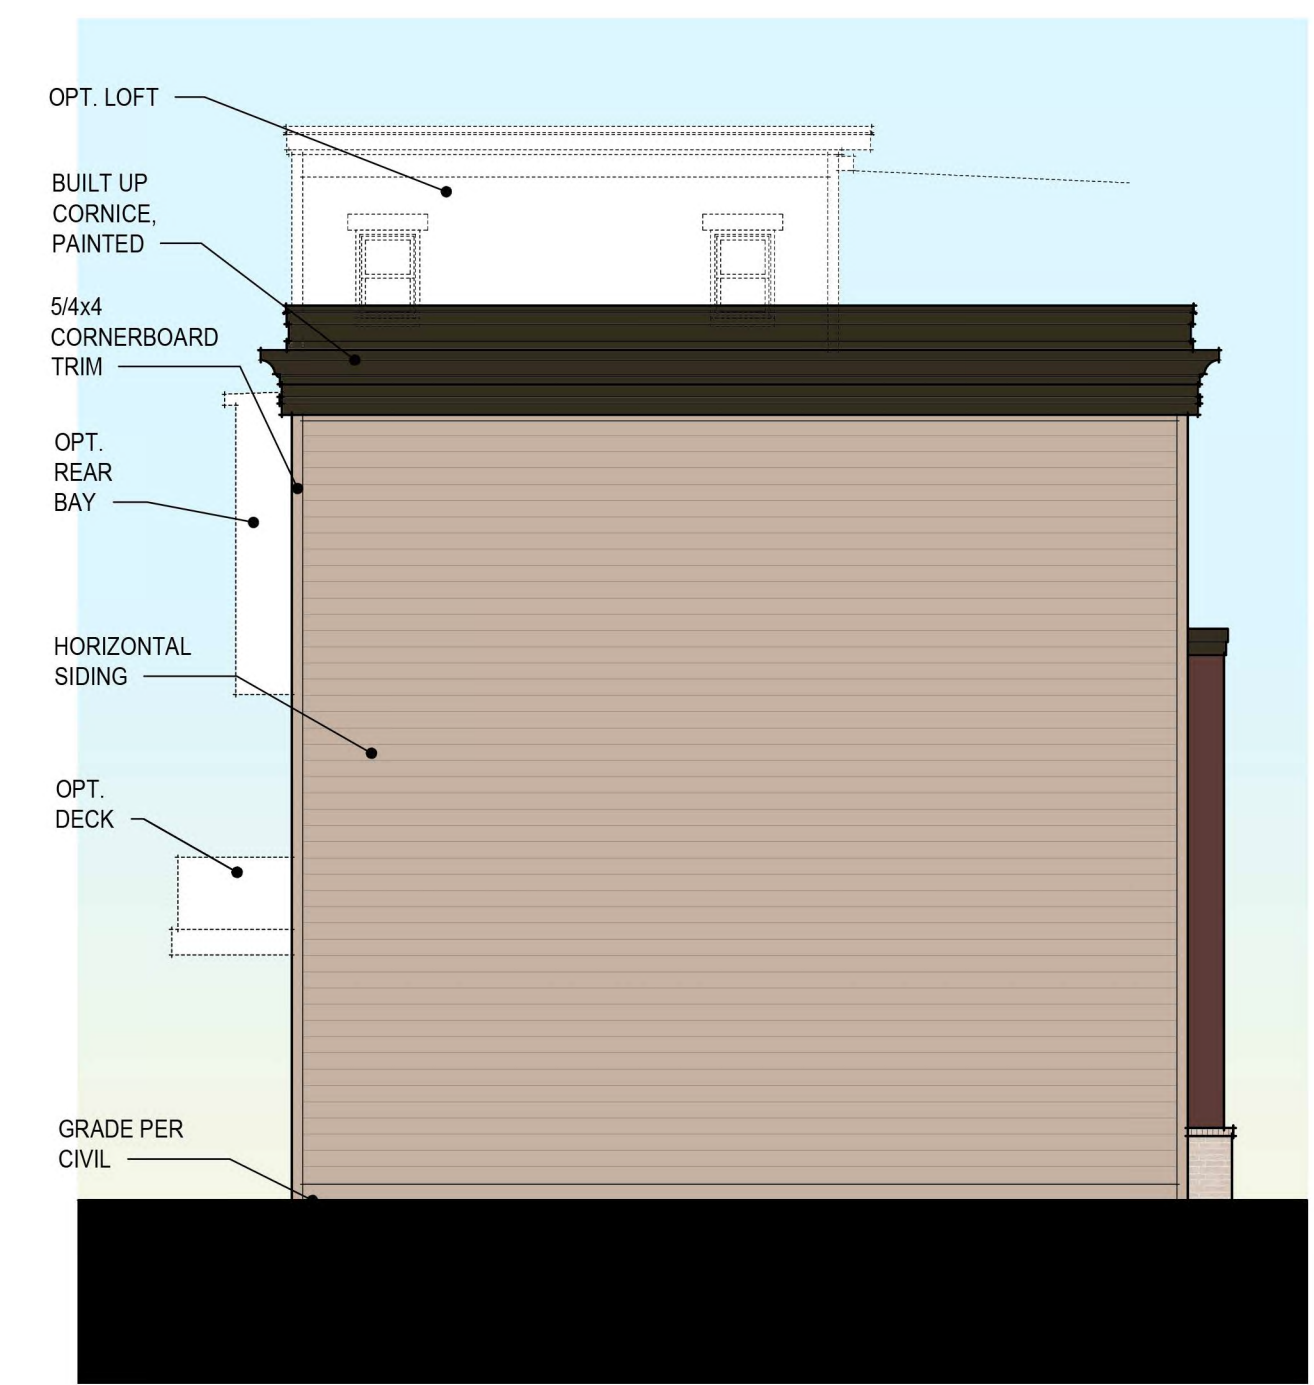 OPT. LOFT
BUILT UP
CORNICE,
PAINTED
5/4x4
CORNERBOARD
TRIM
OPT.
REAR
BAY
HORIZONTAL
SIDING
OPT.
DECK
GRADE PER
CIVIL